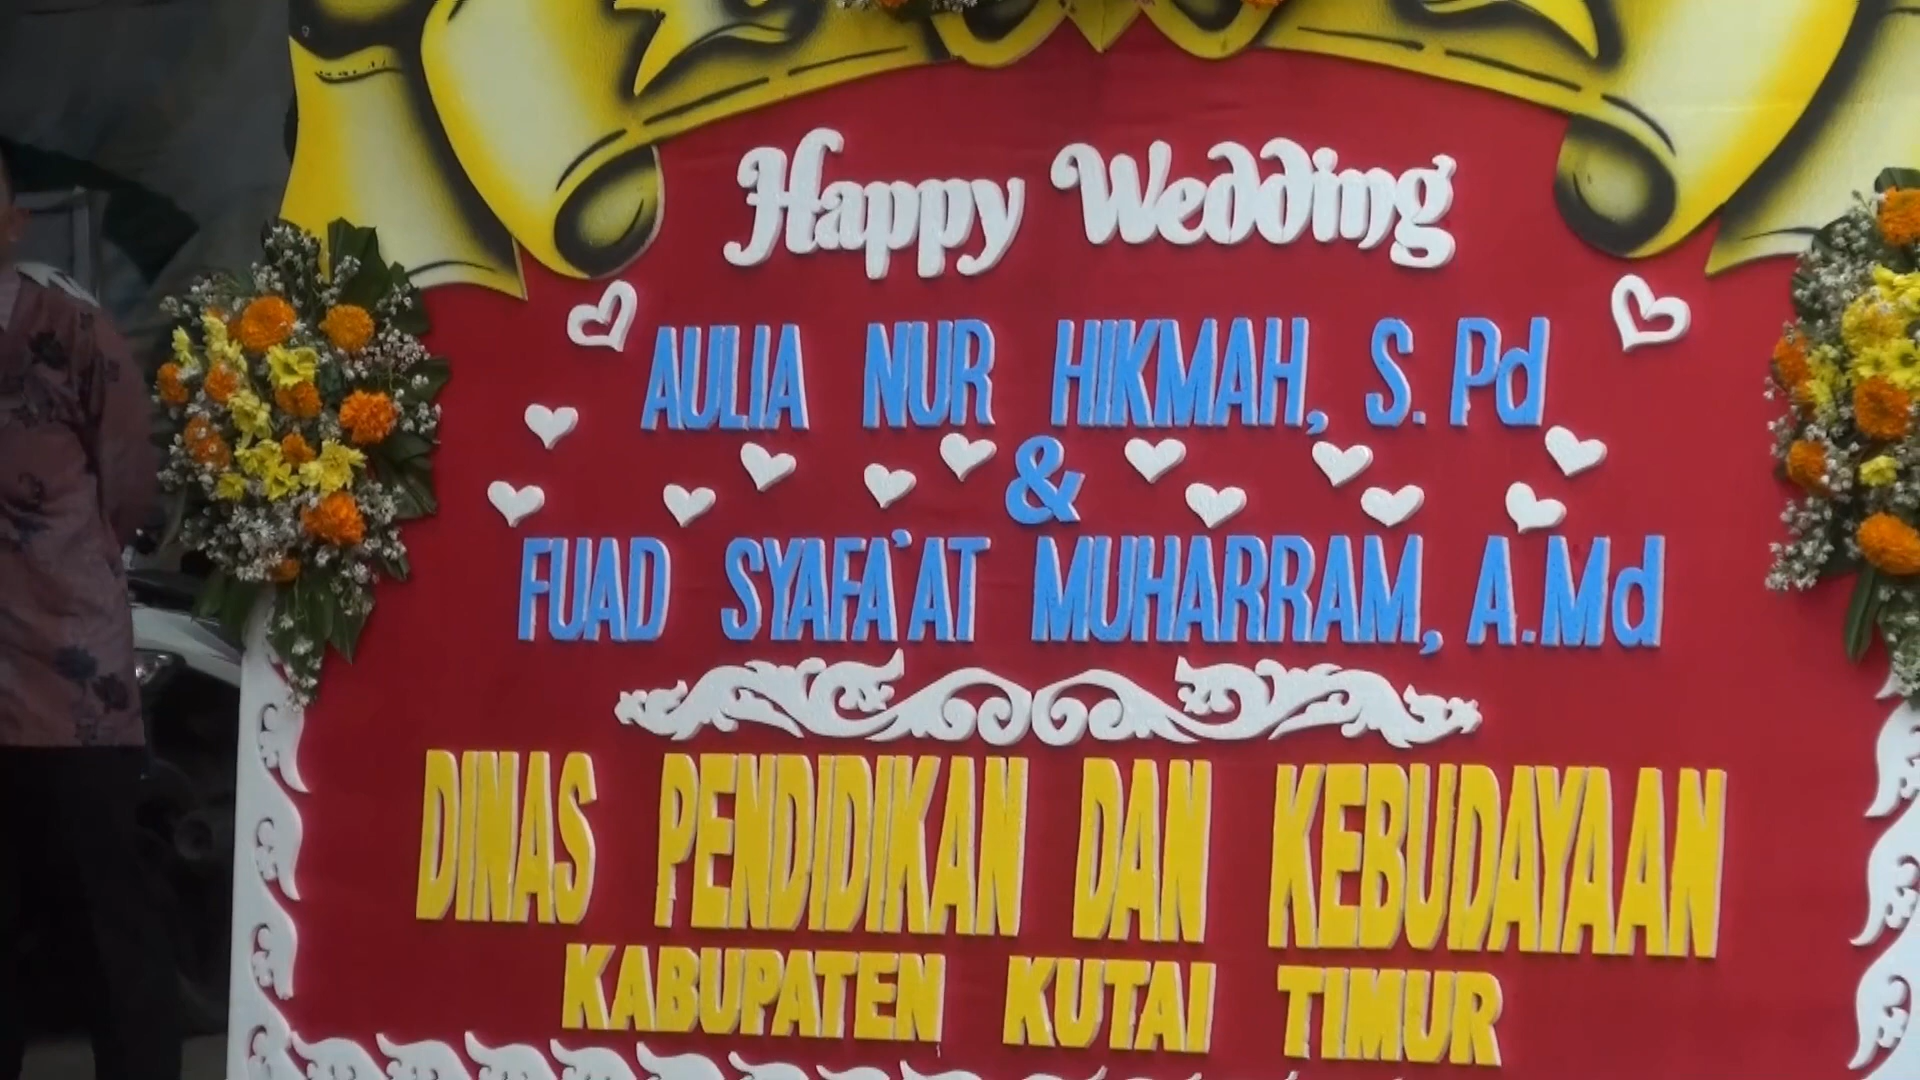 Happy Wedding
AULIA NUR HIKMAH, S. Pd
&
FUAD SYAFA'AT MUHARRAM, A.Md
DINAS PENDIDIKAN DAN KEBUDAYAAN
KABUPATEN KUTAI TIMUR